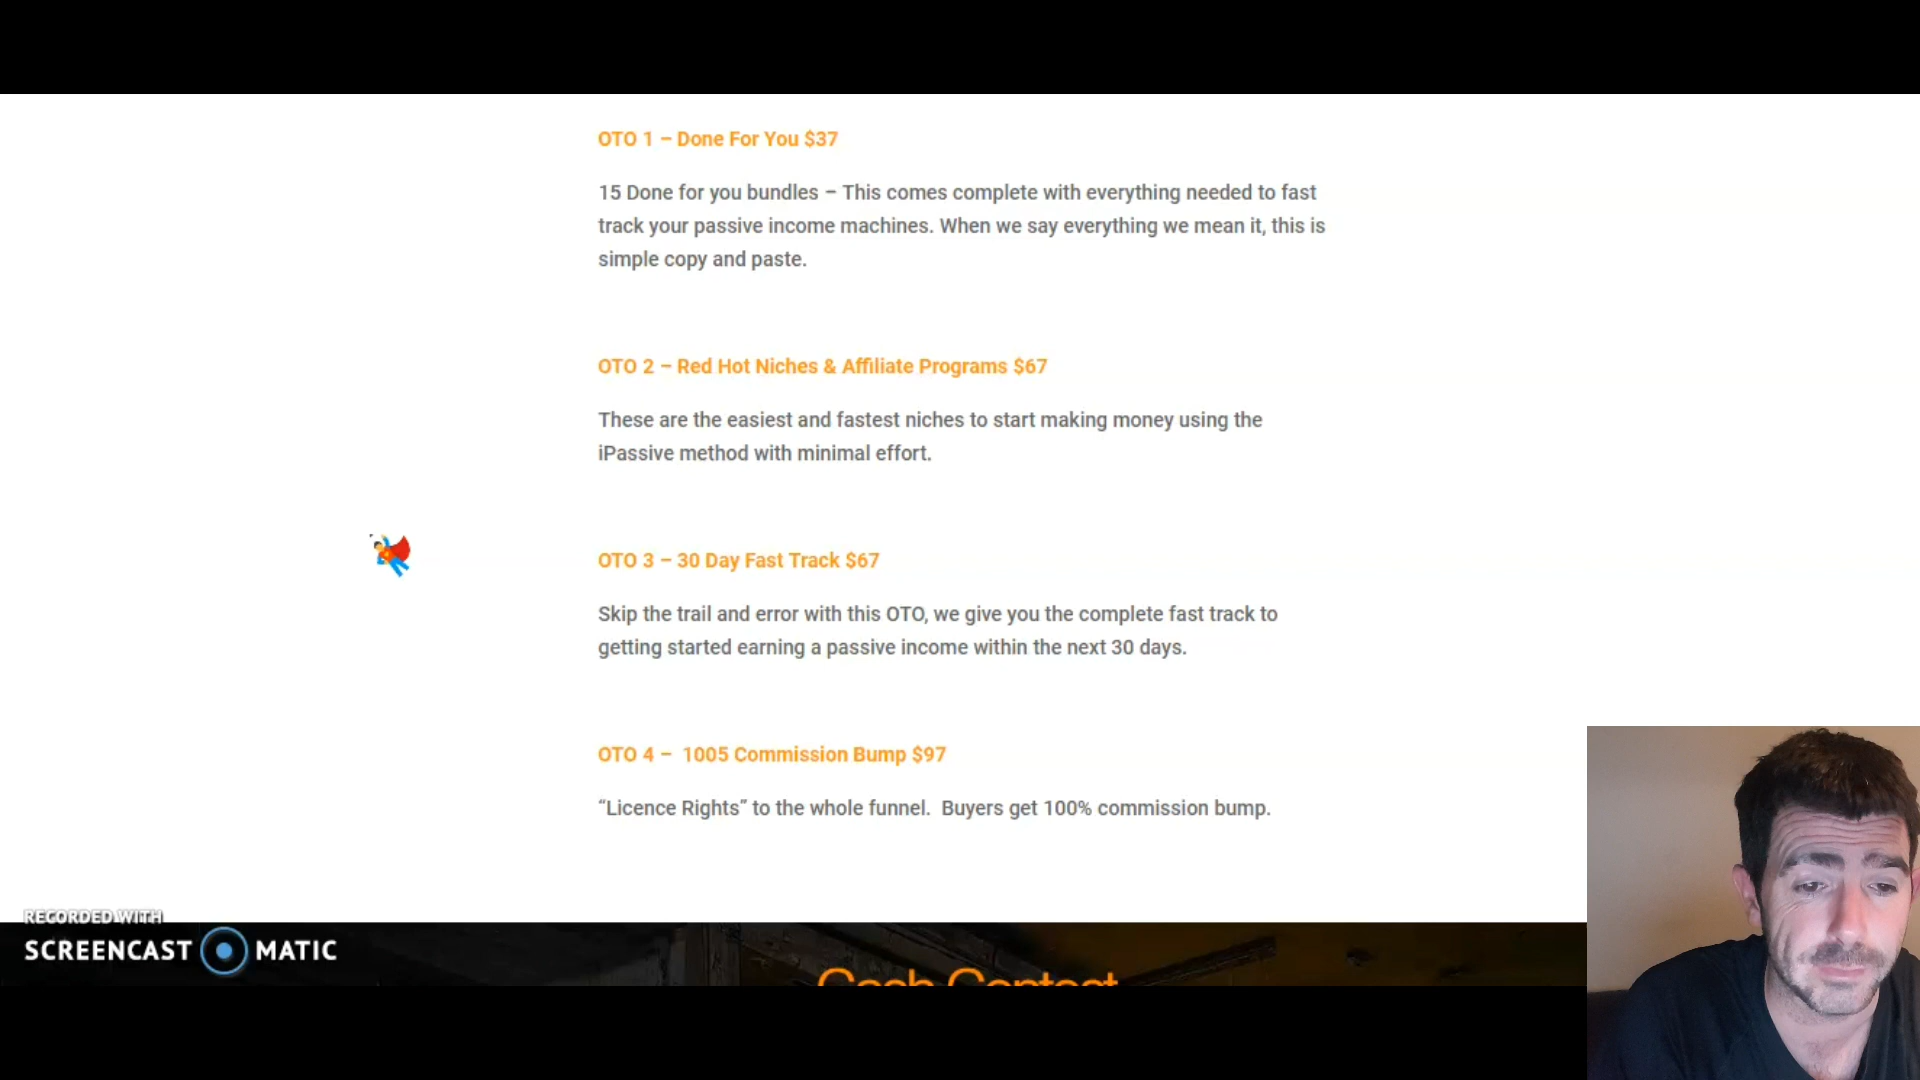 OTO 1 – Done For You $37
15 Done for you bundles – This comes complete with everything needed to fast
track your passive income machines. When we say everything we mean it, this is
simple copy and paste.
OTO 2 – Red Hot Niches & Affiliate Programs $67
These are the easiest and fastest niches to start making money using the
iPassive method with minimal effort.
OTO 3 – 30 Day Fast Track $67
Skip the trail and error with this OTO, we give you the complete fast track to
getting started earning a passive income within the next 30 days.
OTO 4 –  1005 Commission Bump $97
“Licence Rights” to the whole funnel.  Buyers get 100% commission bump.
RECORDED WITH
SCREENCAST MATIC
Cash Contest